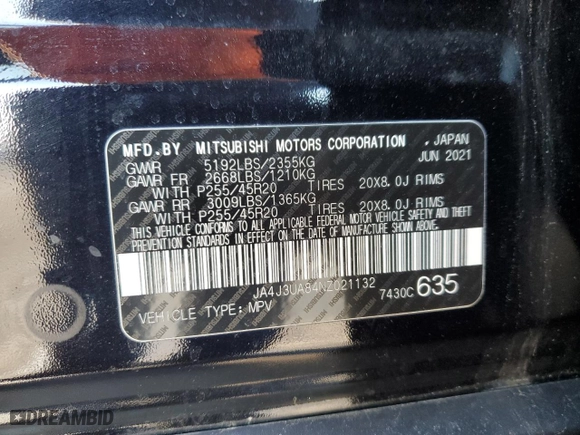 MFD.BY MITSUBISHI MOTORS CORPORATION , JAPAN
GVWR 5192LBS/2355KG JUN 2021
GAWR FR 2668LBS/1210KG
WITH P255/45R20 TIRES 20X8.0J RIMS
GAWR RR 3009LBS/1365KG
WITH P255/45R20 TIRES 20X8.0J RIMS
THIS VEHICLE CONFORMS TO ALL APPLICABLE FEDERAL MOTOR VEHICLE SAFETY AND THEFT
PREVENTION STANDARDS IN EFFECT ON THE DATE OF MANUFACTURE SHOWN ABOVE.
JA4J3UA84NZ021132
VEHICLE TYPE: MPV 7430C 635
DREAMBID